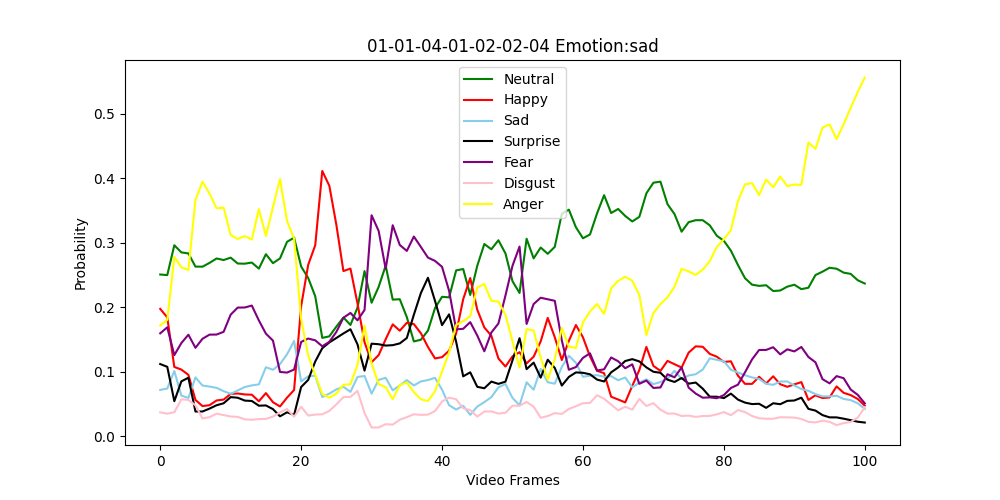 01-01-04-01-02-02-04 Emotion:sad
Neutral
Happy
Sad
Surprise
Fear
Disgust
Anger
Probability
0.5
0.4
0.3
0.2
0.1
0.0
0 20 40 60 80 100
Video Frames